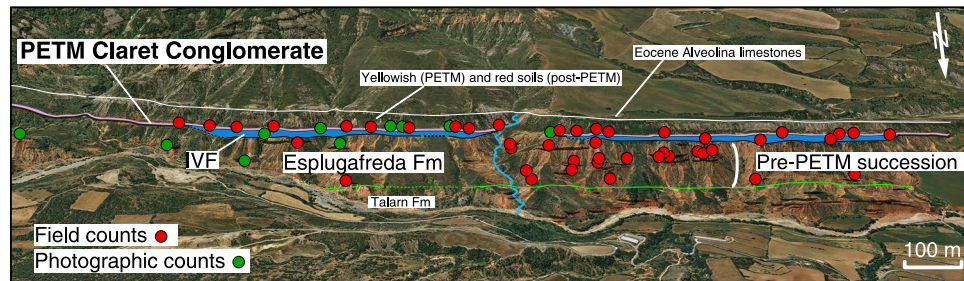 PETM Claret Conglomerate
Eocene Alveolina limestones
N
Yellowish (PETM) and red soils (post-PETM)
IVF
Esplugafreda Fm
Pre-PETM succession
Talarn Fm
Field counts
Photographic counts
100 m